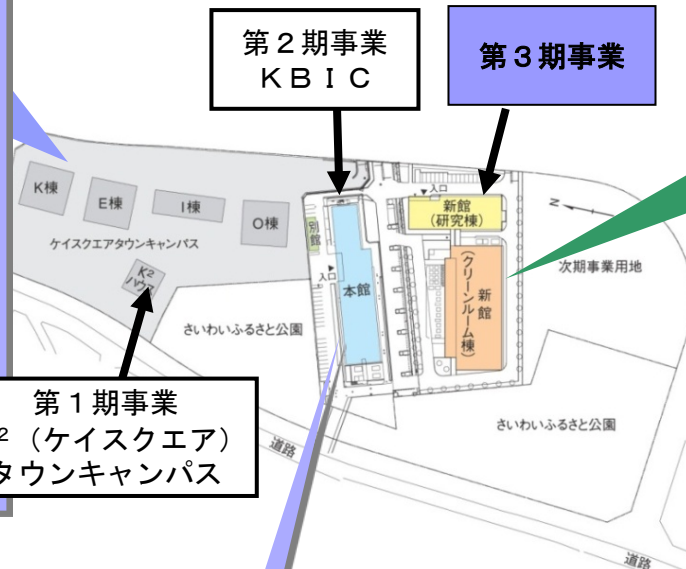 第２期事業
ＫＢＩＣ
第３期事業
K棟
E棟
I棟
O棟
ケイスクエアタウンキャンパス
K²
ハウス
別館
入口
本館
入口
新館
（研究棟）
新館
（クリーンルーム棟）
N
次期事業用地
さいわいふるさと公園
さいわいふるさと公園
第１期事業
²（ケイスクエア）
タウンキャンパス
道路
道路